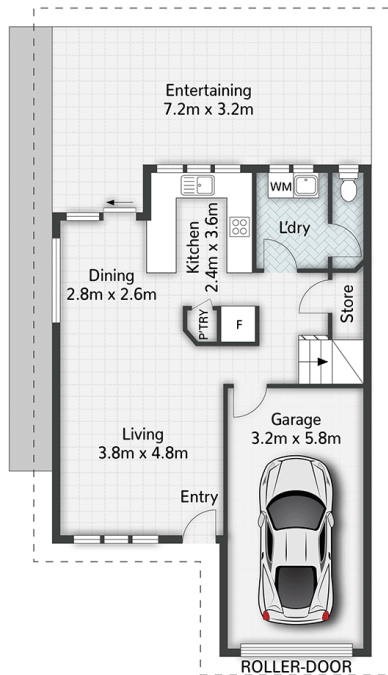 Entertaining
7.2m x 3.2m
WM
L'dry
Kitchen
2.4m x 3.6m
Dining
2.8m x 2.6m
Store
P'TRY
F
Garage
3.2m x 5.8m
Living
3.8m x 4.8m
Entry
ROLLER-DOOR